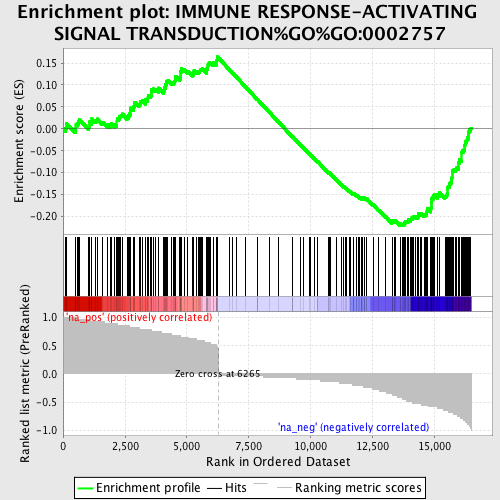 Enrichment plot: IMMUNE RESPONSE-ACTIVATING
SIGNAL TRANSDUCTION%GO%GO:0002757
Enrichment score (ES)
0.15
0.10
0.05
0.00
-0.05
-0.10
-0.15
-0.20
Ranked list metric (PreRanked)
1.0
0.5
0.0
-0.5
-1.0
'na_pos' (positively correlated)
Zero cross at 6265
'na_neg' (negatively correlated)
0
2,500
5,000
7,500
10,000
12,500
15,000
Rank in Ordered Dataset
Enrichment profile
Hits
Ranking metric scores